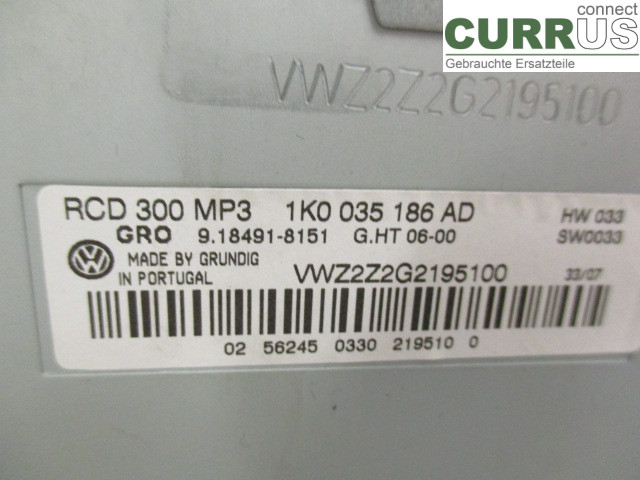 connect
CURRUS
Gebrauchte Ersatzteile
VWZ2Z2G2195100
RCD 300 MP3 1K0 035 186 AD HW 033
GRO 9.18491-8151 G.HT 06-00 SW0033
MADE BY GRUNDIG
IN PORTUGAL VWZ2Z2G2195100 33/07
02 56245 0330 219510 0